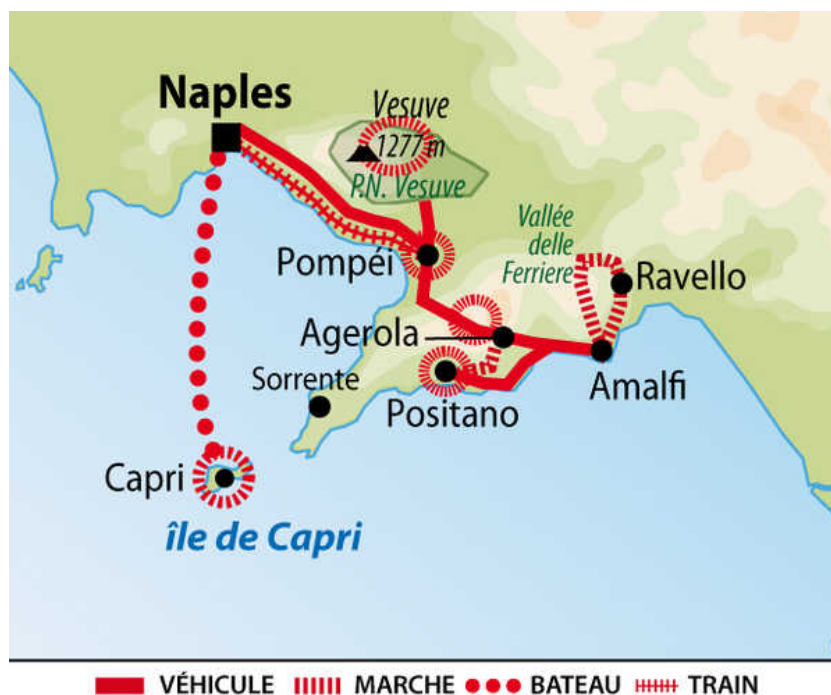 Naples
Vesuve
1277 m
P.N. Vesuve
Vallée
delle
Ferriere
Pompéi
Ravello
Agerola
Sorrente
Positano
Amalfi
Capri
île de Capri
VÉHICULE MARCHE BATEAU TRAIN